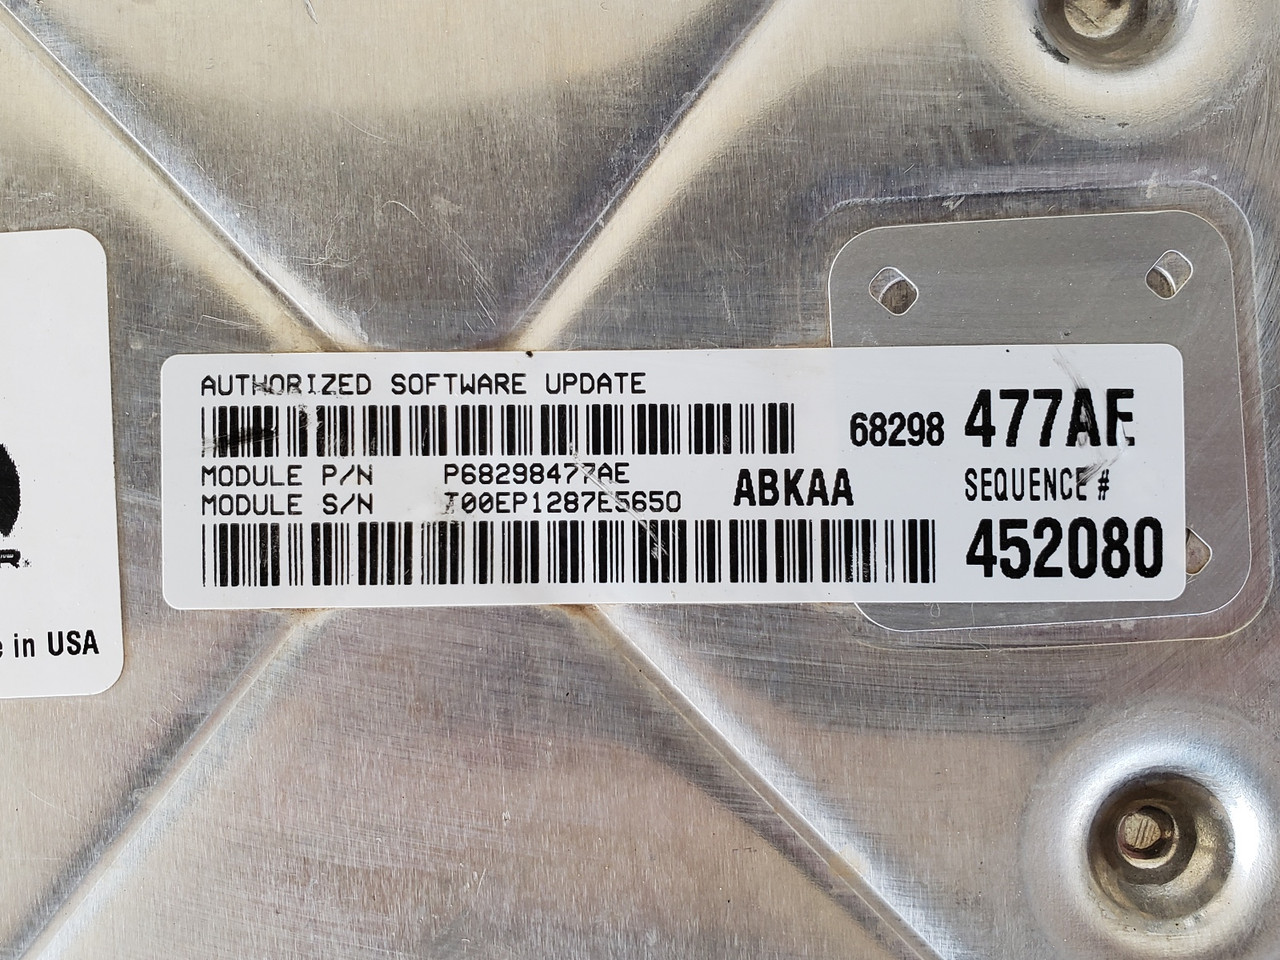 AUTHORIZED SOFTWARE UPDATE
68298 477AE
MODULE P/N P68298477AE
MODULE S/N T00EP1287E5650
ABKAA
SEQUENCE #
452080
in USA